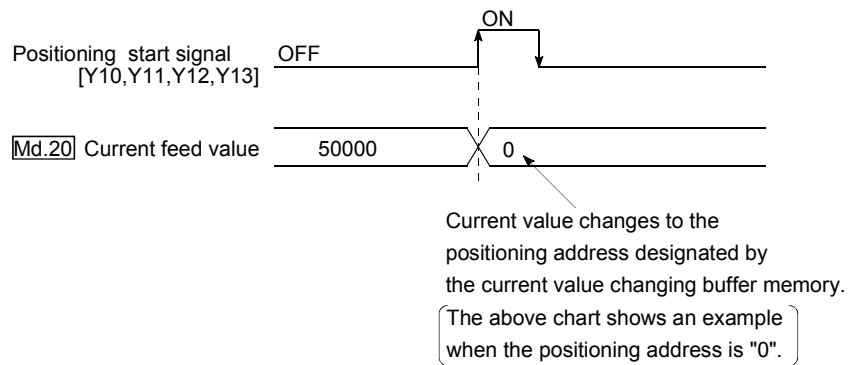 ON
Positioning start signal OFF
[Y10,Y11,Y12,Y13]
Md.20 Current feed value 50000 0
Current value changes to the
positioning address designated by
the current value changing buffer memory.
The above chart shows an example
when the positioning address is "0".